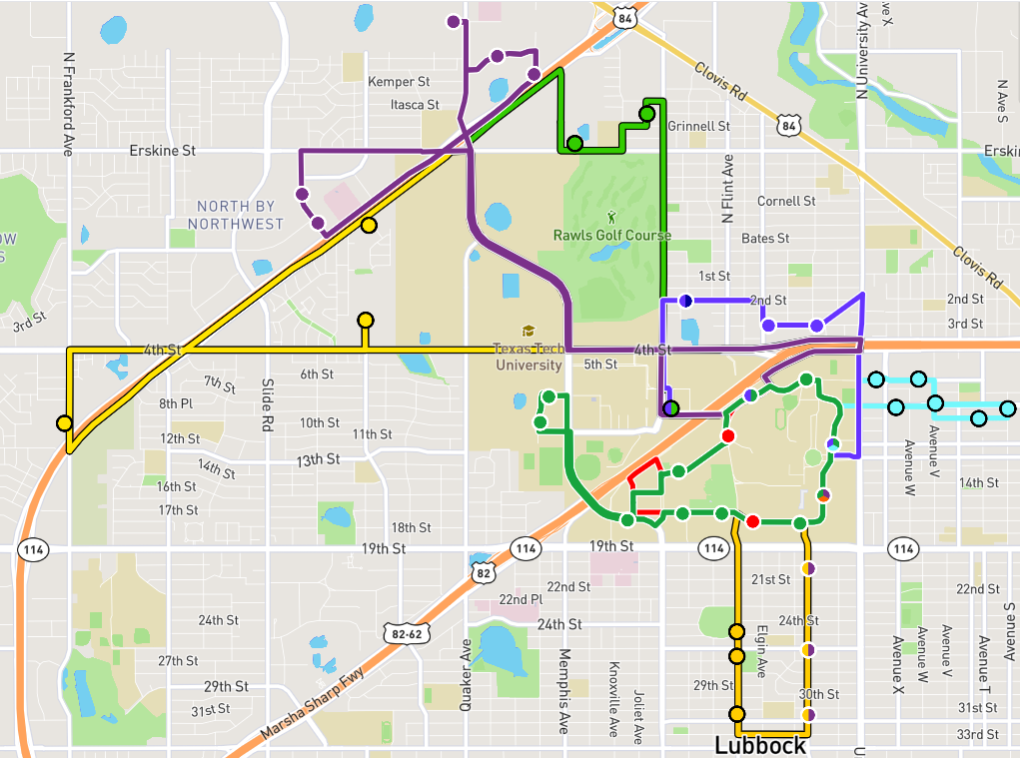 84
N University Av
ve X
N Frankford Ave
Clovis Rd
Kemper St
Itasca St
N Ave S
84
Grinnell St
Erskine St
Erski
N Flint Ave
NORTH BY
NORTHWEST
Cornell St
OW
S
Rawls Golf Course
Bates St
Clovis Rd
1st St
2nd St
2nd St
3rd St
3rd St
4th St
Texas Tech
University
4th St
5th St
6th St
7th St
Slide Rd
8th Pl
10th St
11th St
12th St
13th St
14th St
Avenue V
Avenue W
14th St
16th St
17th St
18th St
114
19th St
114
19th St
114
114
82
21st St
22nd St
22nd St
22nd Pl
24th St
24th St
24th St
82-62
Elgin Ave
Avenue S
Avenue V
Avenue W
Avenue X
Avenue T
Quaker Ave
Memphis Ave
Knoxville Ave
Joliet Ave
27th St
29th St
29th St
30th St
31st St
31st St
Marsha Sharp Fwy
33rd St
Lubbock
U